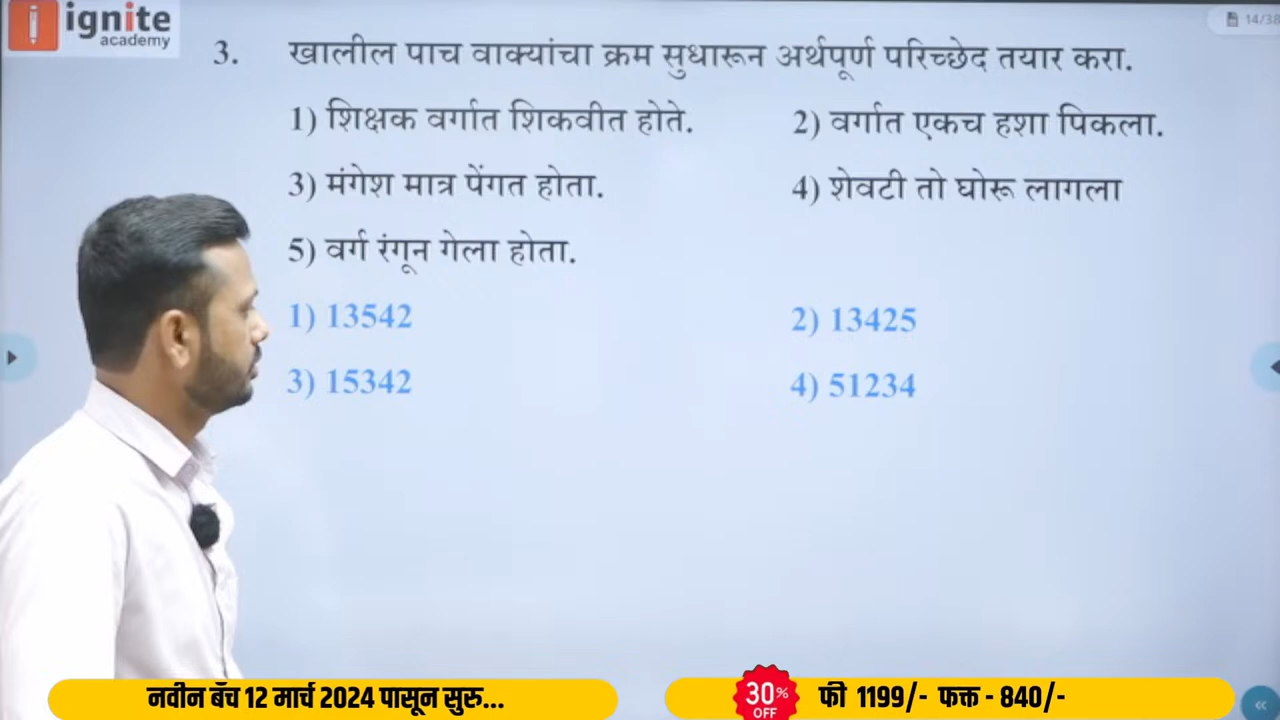 ignite
academy
14/38
3. खालील पाच वाक्यांचा क्रम सुधारून अर्थपूर्ण परिच्छेद तयार करा.
1) शिक्षक वर्गात शिकवीत होते. 2) वर्गात एकच हशा पिकला.
3) मंगेश मात्र पेंगत होता. 4) शेवटी तो घोरू लागला
5) वर्ग रंगून गेला होता.
1) 13542 2) 13425
3) 15342 4) 51234
नवीन बॅच 12 मार्च 2024 पासून सुरु...
30% OFF फी 1199/- फक्त - 840/-